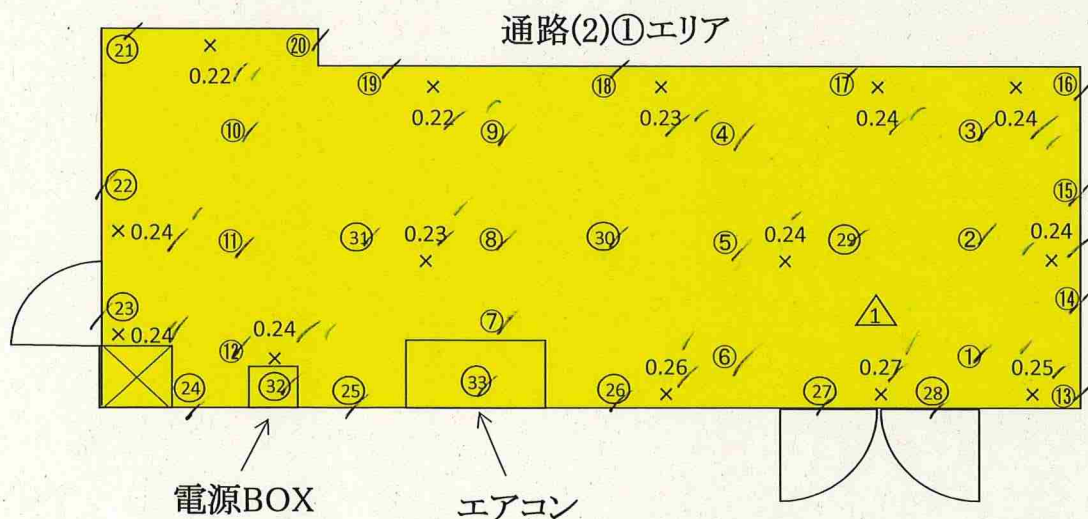 通路(2)①エリア
㉑ × ⑳
0.22
⑲ × ⑱ × ⑰ × × ⑯
0.22 0.23 0.24 0.24
⑩ ⑨ ④ ③
㉒ ⑮
× 0.24 ⑪ ㉛ 0.23 ⑧ ㉚ ⑤ 0.24 ㉙ ② 0.24
× × ×
㉓ ⑭
× 0.24 0.24 ⑦ 1
⑫ × 0.26 ⑥ 0.27 ① 0.25
㉔ ㉜ ㉕ ㉝ ㉖ × ㉗ × ㉘ × ⑬
電源BOX エアコン